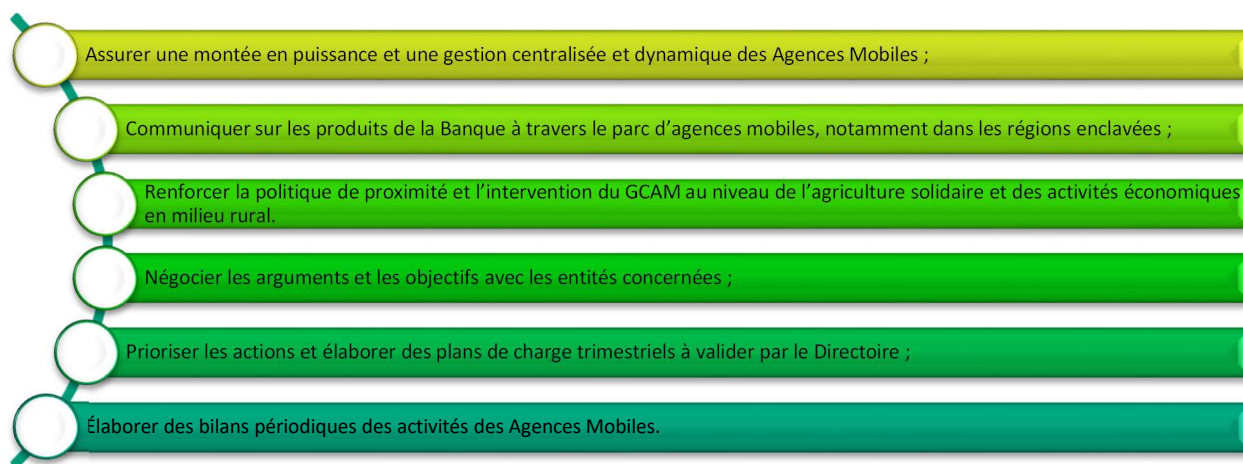 Assurer une montée en puissance et une gestion centralisée et dynamique des Agences Mobiles ;
Communiquer sur les produits de la Banque à travers le parc d’agences mobiles, notamment dans les régions enclavées ;
Renforcer la politique de proximité et l’intervention du GCAM au niveau de l’agriculture solidaire et des activités économiques
en milieu rural.
Négocier les arguments et les objectifs avec les entités concernées ;
Prioriser les actions et élaborer des plans de charge trimestriels à valider par le Directoire ;
Élaborer des bilans périodiques des activités des Agences Mobiles.